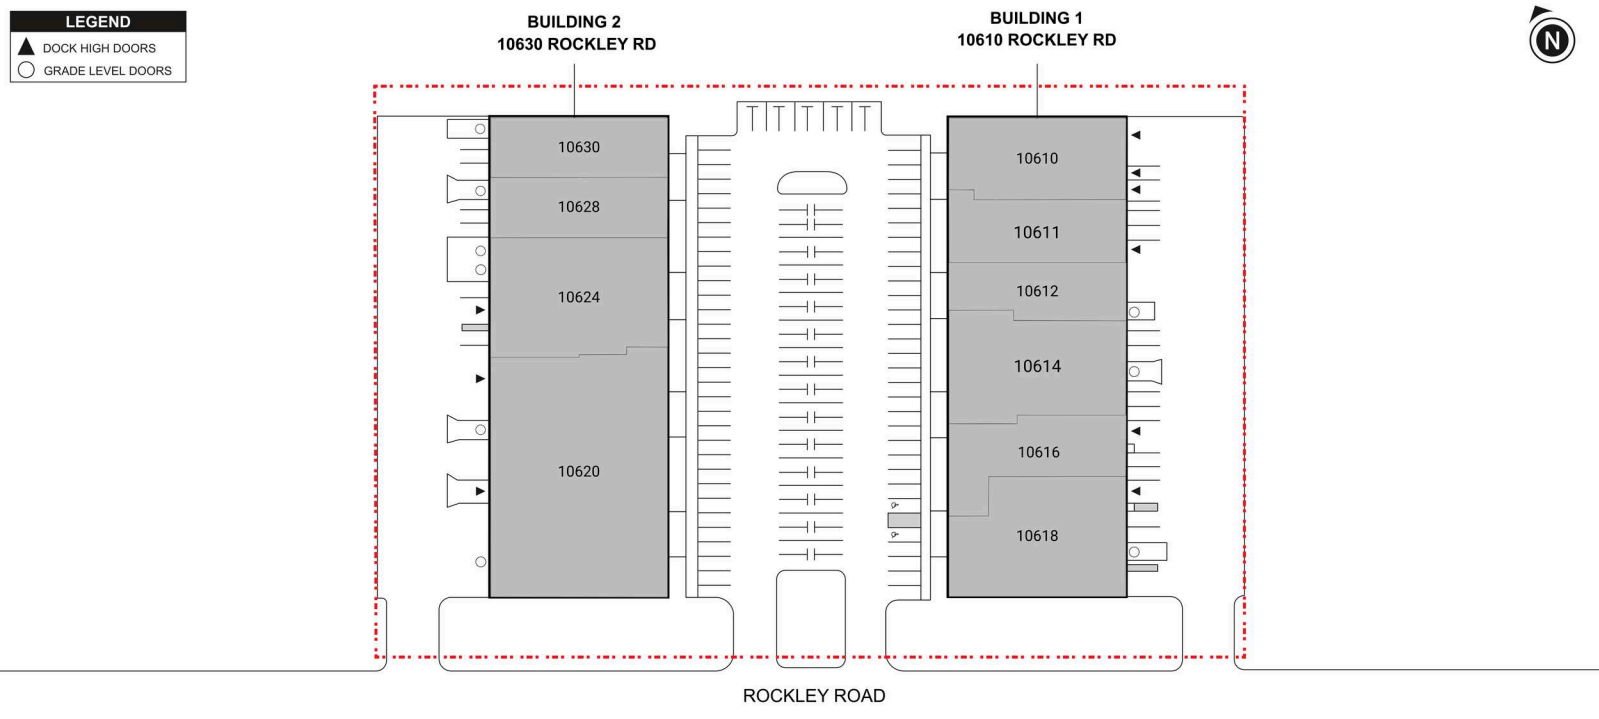 LEGEND
DOCK HIGH DOORS
GRADE LEVEL DOORS
BUILDING 2
10630 ROCKLEY RD
BUILDING 1
10610 ROCKLEY RD
N
10630
10628
10624
10620
10610
10611
10612
10614
10616
10618
ROCKLEY ROAD